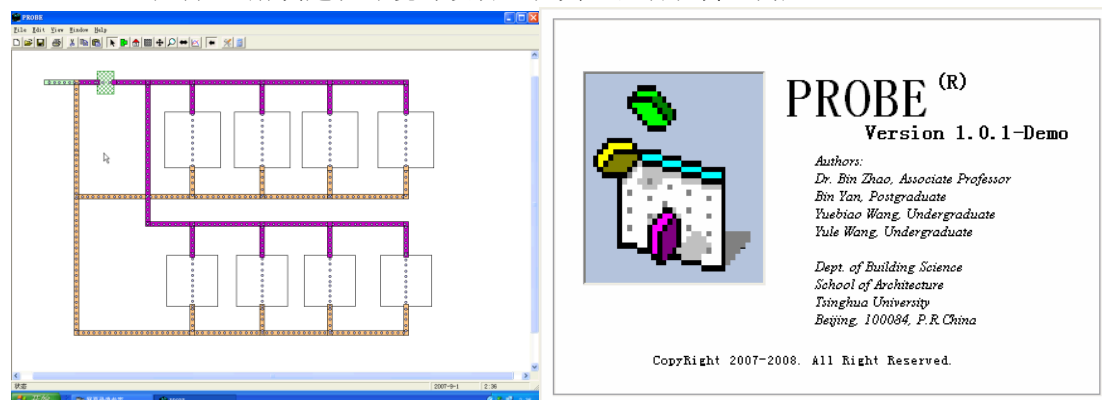 PROBE
File Edit View Window Help
状态
2007-9-1
2:36
PROBE (R)
Version 1.0.1-Demo
Authors:
Dr. Bin Zhao, Associate Professor
Bin Yan, Postgraduate
Yuebiao Wang, Undergraduate
Yule Wang, Undergraduate
Dept. of Building Science
School of Architecture
Tsinghua University
Beijing, 100084, P.R.China
CopyRight 2007-2008. All Right Reserved.